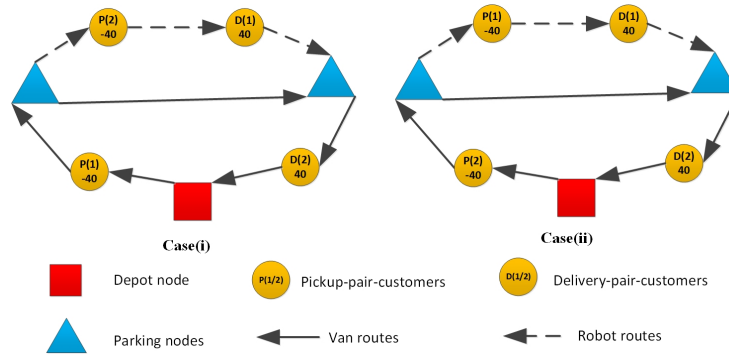 P(2)
-40
D(1)
40
P(1)
-40
D(1)
40
P(1)
-40
D(2)
40
P(2)
-40
D(2)
40
Case(i)
Case(ii)
Depot node
P(1/2)
Pickup-pair-customers
D(1/2)
Delivery-pair-customers
Parking nodes
Van routes
Robot routes